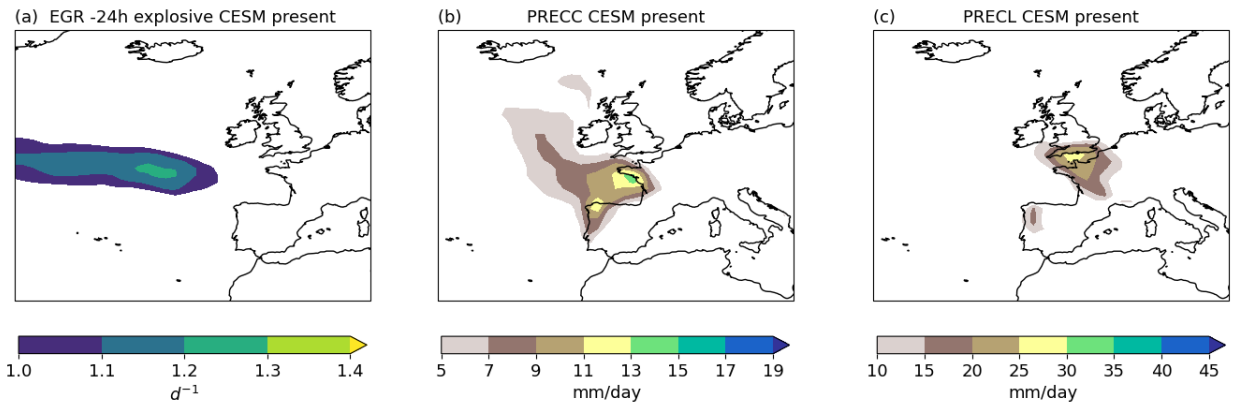 (a) EGR -24h explosive CESM present
(b) PRECC CESM present
(c) PRECL CESM present
1.0 1.1 1.2 1.3 1.4
d⁻¹
5 7 9 11 13 15 17 19
mm/day
10 15 20 25 30 35 40 45
mm/day